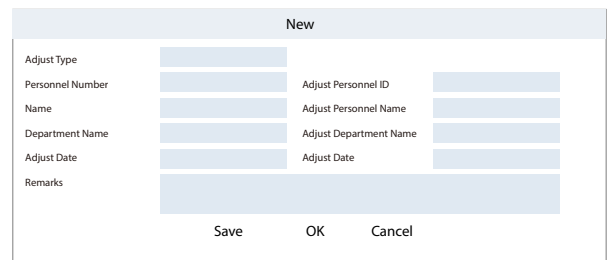 New
Adjust Type
Personnel Number Adjust Personnel ID
Name Adjust Personnel Name
Department Name Adjust Department Name
Adjust Date Adjust Date
Remarks
Save OK Cancel